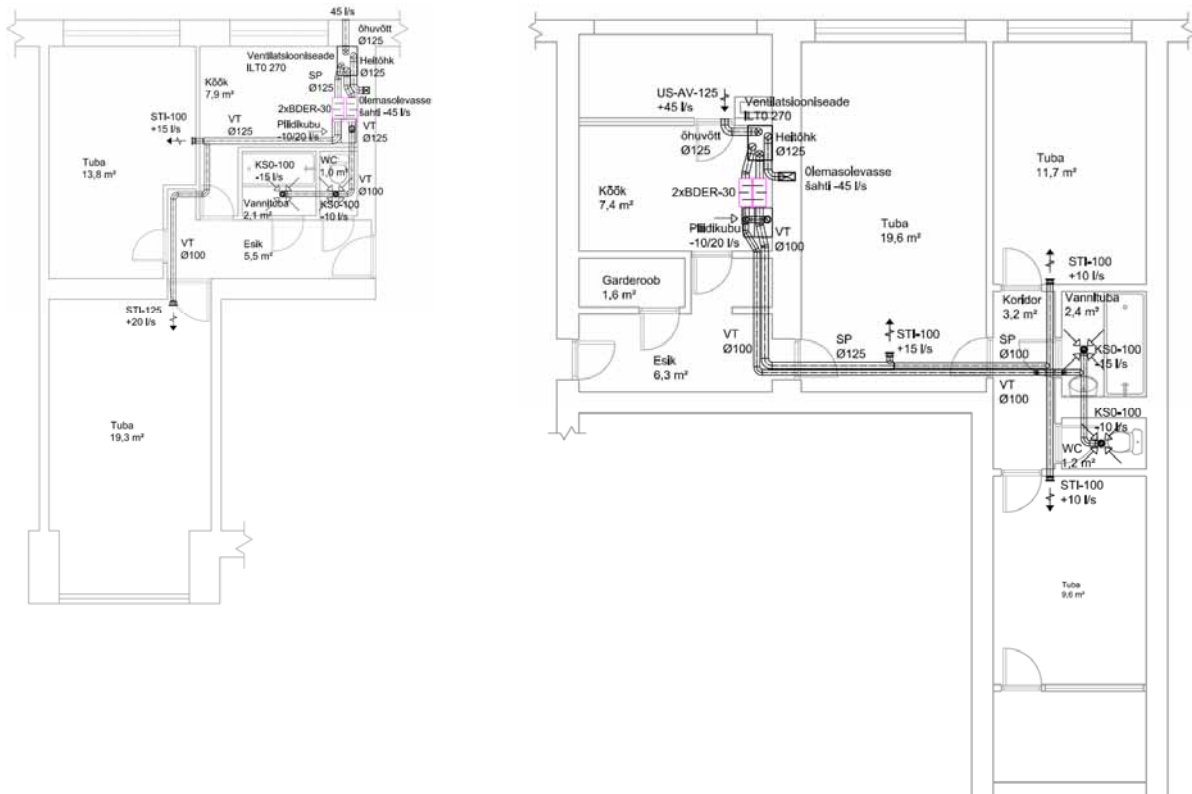 45 l/s
õhuvõtt
Ø125
Ventilatsiooniseade
ILTO 270
Heitõhk
Ø125
SP
Ø125
Köök
7,9 m²
2xBDER-30
Olemasolevasse
šahti -45 l/s
STI-100
+15 l/s
VT
Ø125
Pliidikubu
-10/20 l/s
VT
Ø125
Tuba
13,8 m²
KS0-100
-15 l/s
WC
1,0 m²
VT
Ø100
Vannituba
2,1 m²
KS0-100
-10 l/s
VT
Ø100
Esik
5,5 m²
STI-125
+20 l/s
Tuba
19,3 m²
US-AV-125
+45 l/s
Ventilatsiooniseade
ILTO 270
õhuvõtt
Ø125
Heitõhk
Ø125
Köök
7,4 m²
2xBDER-30
Olemasolevasse
šahti -45 l/s
Pliidikubu
-10/20 l/s
VT
Ø100
Tuba
19,6 m²
Tuba
11,7 m²
Garderoob
1,6 m²
STI-100
+10 l/s
Koridor
3,2 m²
Vannituba
2,4 m²
VT
Ø100
SP
Ø125
STI-100
+15 l/s
SP
Ø100
KS0-100
-15 l/s
Esik
6,3 m²
VT
Ø100
KS0-100
-10 l/s
WC
1,2 m²
STI-100
+10 l/s
Tuba
9,6 m²